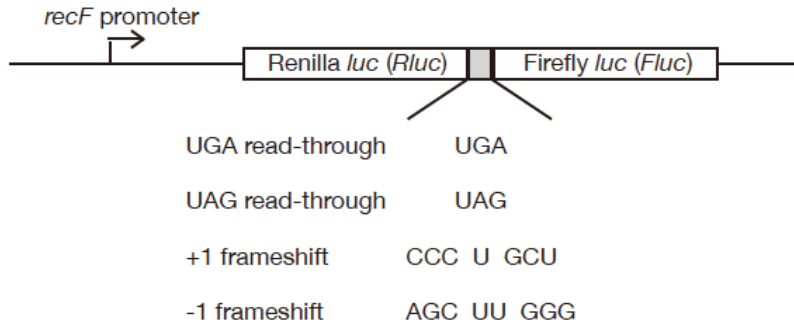 recF promoter
Renilla luc (Rluc) Firefly luc (Fluc)
UGA read-through UGA
UAG read-through UAG
+1 frameshift CCC U GCU
-1 frameshift AGC UU GGG